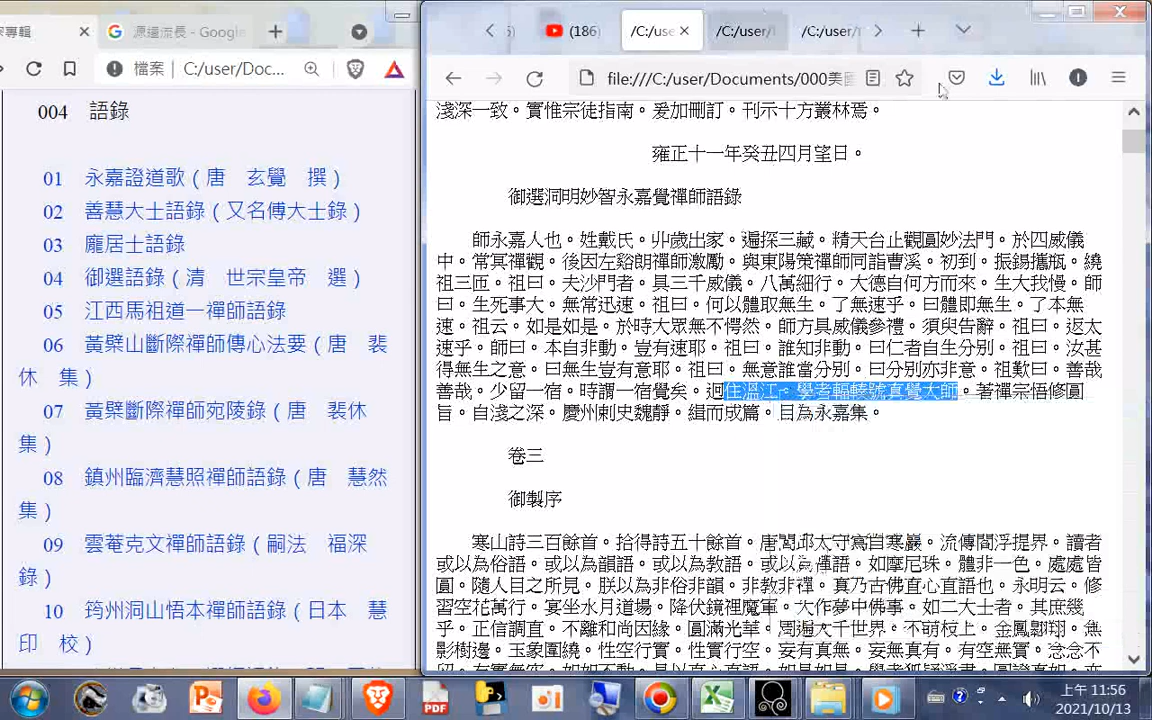 宗專輯
原遠流長 - Googl
(186
/C:/use
/C:/user/
/C:/user/
檔案
C:/user/Doc...
file:///C:/user/Documents/000美
004 語錄
01 永嘉證道歌(唐 玄覺 撰)
02 善慧大士語錄(又名傅大士錄)
03 龐居士語錄
04 御選語錄(清 世宗皇帝 選)
05 江西馬祖道一禪師語錄
06 黃檗山斷際禪師傳心法要(唐 裴
休 集)
07 黃檗斷際禪師宛陵錄(唐 裴休
集)
08 鎮州臨濟慧照禪師語錄(唐 慧然
集)
09 雲菴克文禪師語錄(嗣法 福深
錄)
10 筠州洞山悟本禪師語錄(日本 慧
印 校)
淺深一致。實惟宗徒指南。爰加刪訂。刊示十方叢林焉。
雍正十一年癸丑四月望日。
御選洞明妙智永嘉覺禪師語錄
師永嘉人也。姓戴氏。丱歲出家。遍探三藏。精天台止觀圓妙法門。於四威儀
中。常冥禪觀。後因左谿朗禪師激勵。與東陽策禪師同詣曹溪。初到。振錫攜瓶。繞
祖三匝。祖曰。夫沙門者。具三千威儀。八萬細行。大德自何方而來。生大我慢。師
曰。生死事大。無常迅速。祖曰。何以體取無生。了無速乎。曰體即無生。了本無
速。祖云。如是如是。於時大眾無不愕然。師方具威儀參禮。須臾告辭。祖曰。返太
速乎。師曰。本自非動。豈有速耶。祖曰。誰知非動。曰仁者自生分別。祖曰。汝甚
得無生之意。曰無生豈有意耶。祖曰。無意誰當分別。曰分別亦非意。祖歎曰。善哉
善哉。少留一宿。時謂一宿覺矣。迴住溫江。學者輻輳號真覺大師。著禪宗悟修圓
旨。自淺之深。慶州刺史魏靜。緝而成篇。目為永嘉集。
卷三
御製序
寒山詩三百餘首。拾得詩五十餘首。唐閭邱太守寫自寒巖。流傳閻浮提界。讀者
或以為俗語。或以為韻語。或以為教語。或以為禪語。如摩尼珠。體非一色。處處皆
圓。隨人目之所見。朕以為非俗非韻。非教非禪。真乃古佛直心直語也。永明云。修
習空花萬行。宴坐水月道場。降伏鏡裡魔軍。大作夢中佛事。如二大士者。其庶幾
乎。正信調直。不離和尚因緣。圓滿光華。周遍大千世界。不萌枝上。金鳳翱翔。無
影樹邊。玉象圍繞。性空行實。性實行空。妄有真無。妄無真有。有空無實。念念不
上午 11:56
2021/10/13